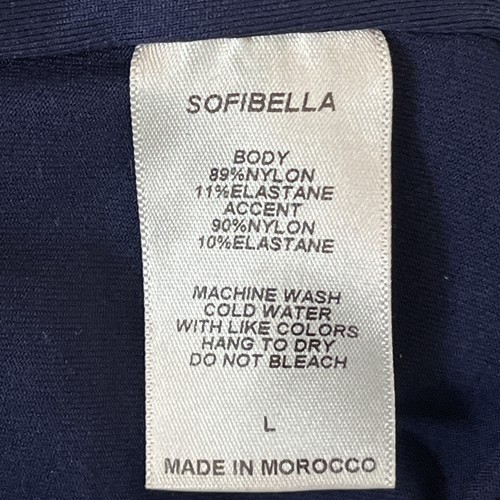 SOFIBELLA
BODY
89%NYLON
11%ELASTANE
ACCENT
90%NYLON
10%ELASTANE
MACHINE WASH
COLD WATER
WITH LIKE COLORS
HANG TO DRY
DO NOT BLEACH
L
MADE IN MOROCCO